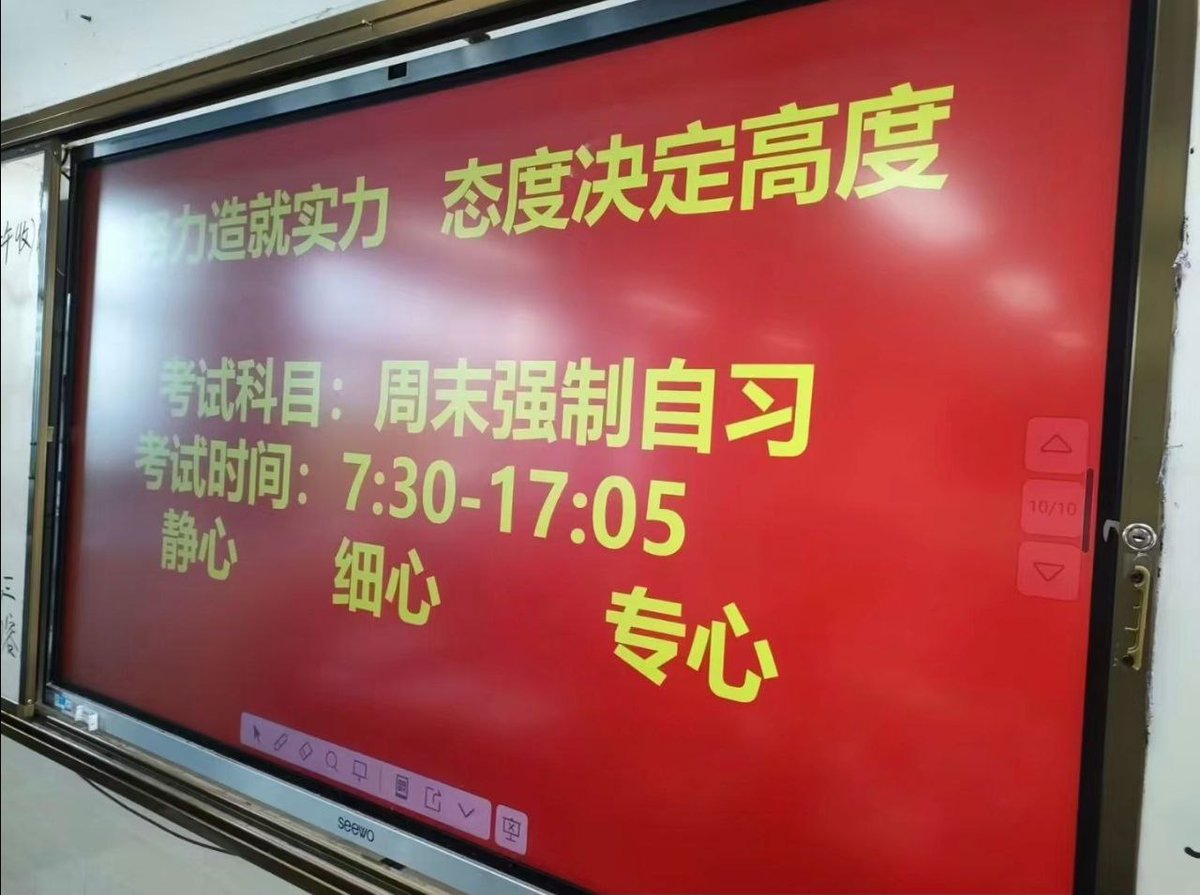 努力造就实力 态度决定高度
考试科目：周末强制自习
考试时间：7:30-17:05
静心 细心 专心
10/10
seewo